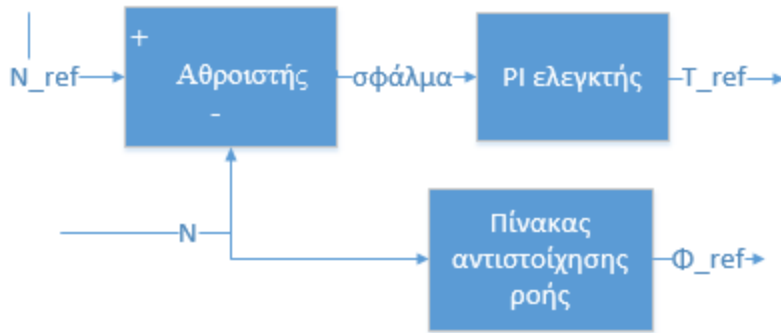 +
N_ref
Αθροιστής
-
σφάλμα
PI ελεγκτής
T_ref
N
Πίνακας
αντιστοίχησης
ροής
Φ_ref